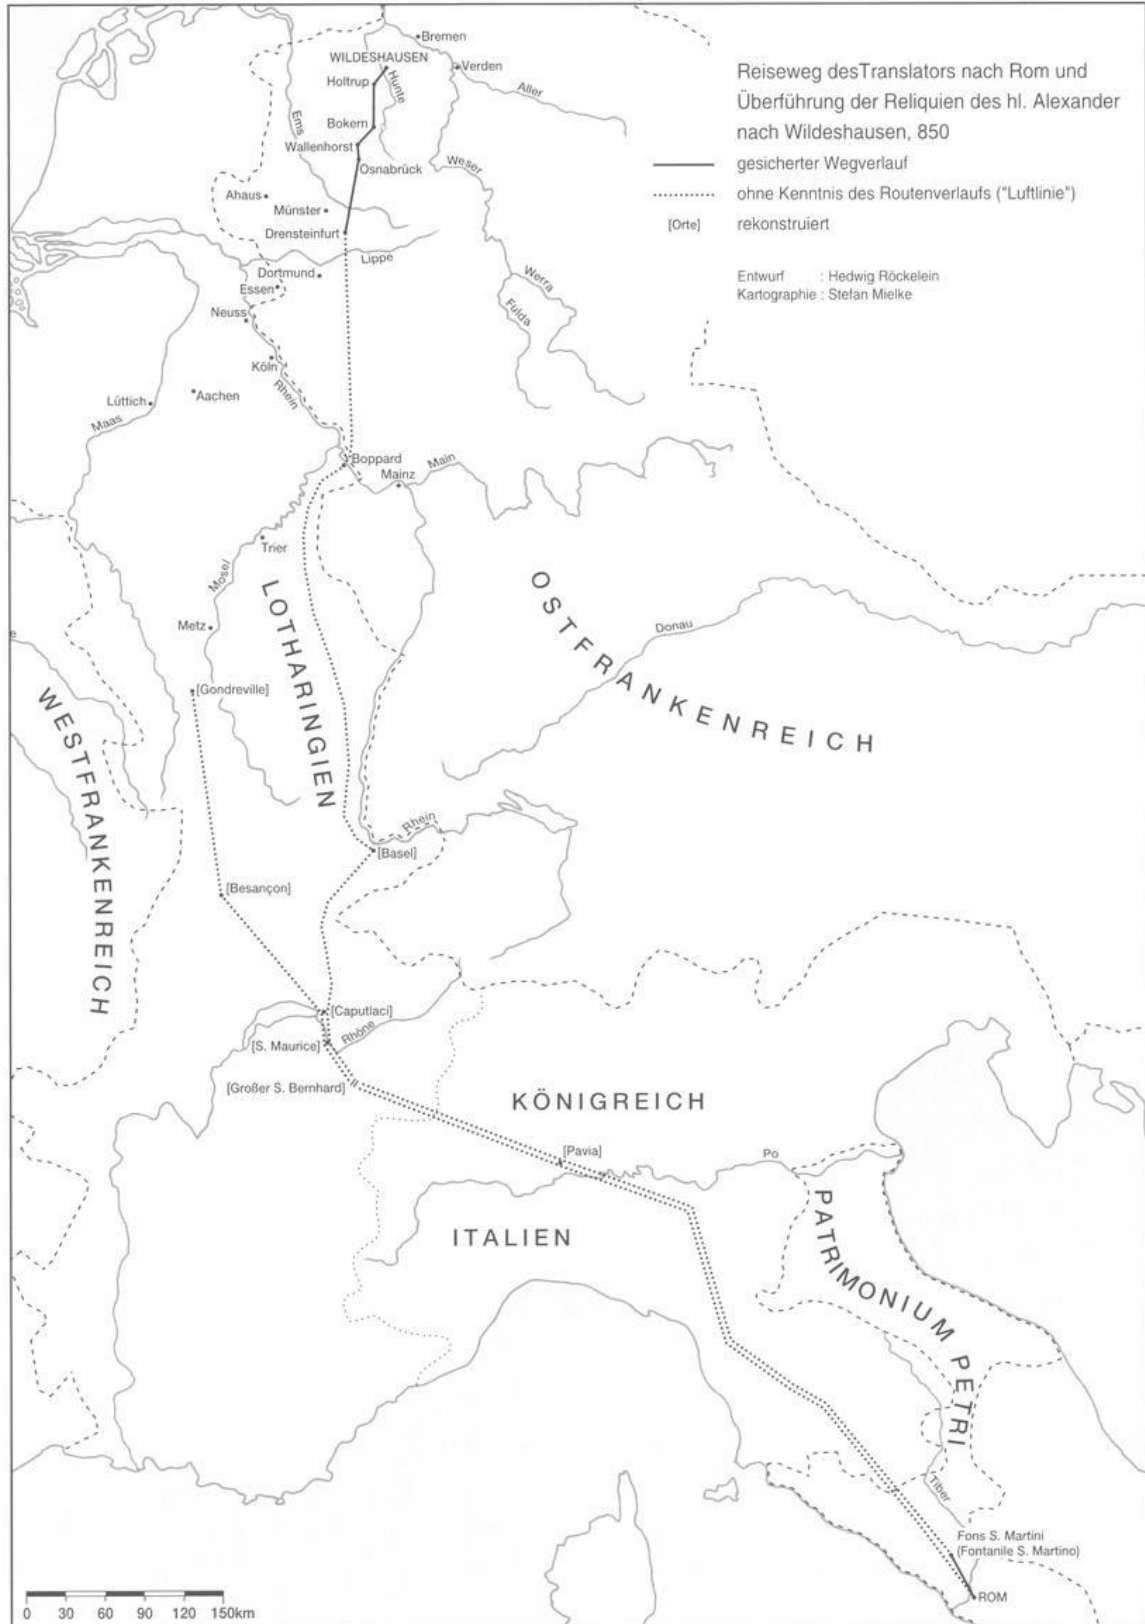 Bremen
WILDESHAUSEN
Verden
Holtrup
Hunte
Aller
Reiseweg desTranslators nach Rom und
Überführung der Reliquien des hl. Alexander
nach Wildeshausen, 850
gesicherter Wegverlauf
ohne Kenntnis des Routenverlaufs ("Luftlinie")
[Orte] rekonstruiert
Entwurf : Hedwig Röckelein
Kartographie : Stefan Mielke
Ems
Bokern
Wallenhorst
Osnabrück
Weser
Ahaus
Münster
Drensteinfurt
Lippe
Dortmund
Essen
Werra
Fulda
Neuss
Köln
Rhein
Aachen
Lüttich
Maas
Boppard
Main
Mainz
Trier
Mosel
LOTHARINGIEN
OSTFRANKENREICH
Donau
Metz
e
[Gondreville]
WESTFRANKENREICH
Rhein
[Basel]
[Besançon]
[Caputlaci]
Rhône
[S. Maurice]
[Großer S. Bernhard]
KÖNIGREICH
[Pavia]
Po
ITALIEN
PATRIMONIUM PETRI
Tiber
Fons S. Martini
(Fontanile S. Martino)
ROM
0 30 60 90 120 150km